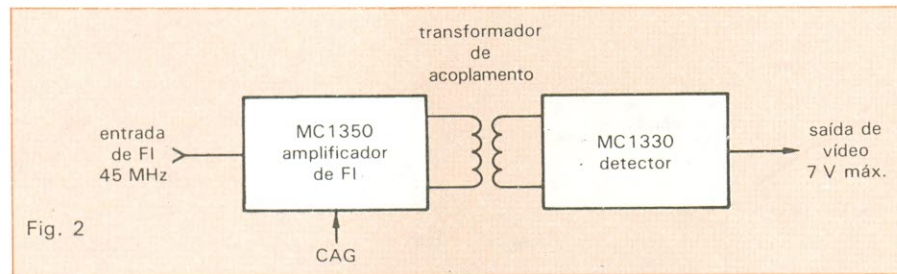 transformador
de
acoplamento
entrada
de FI
45 MHz
MC1350
amplificador
de FI
MC1330
detector
saída de
vídeo
7 V máx.
CAG
Fig. 2